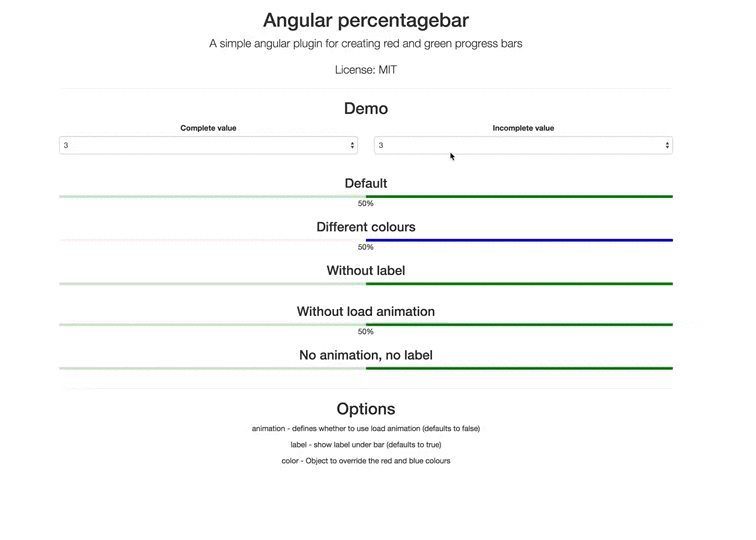 Angular percentagebar
A simple angular plugin for creating red and green progress bars
License: MIT
Demo
Complete value
Incomplete value
3
3
Default
50%
Different colours
50%
Without label
Without load animation
50%
No animation, no label
Options
animation - defines whether to use load animation (defaults to false)
label - show label under bar (defaults to true)
color - Object to override the red and blue colours